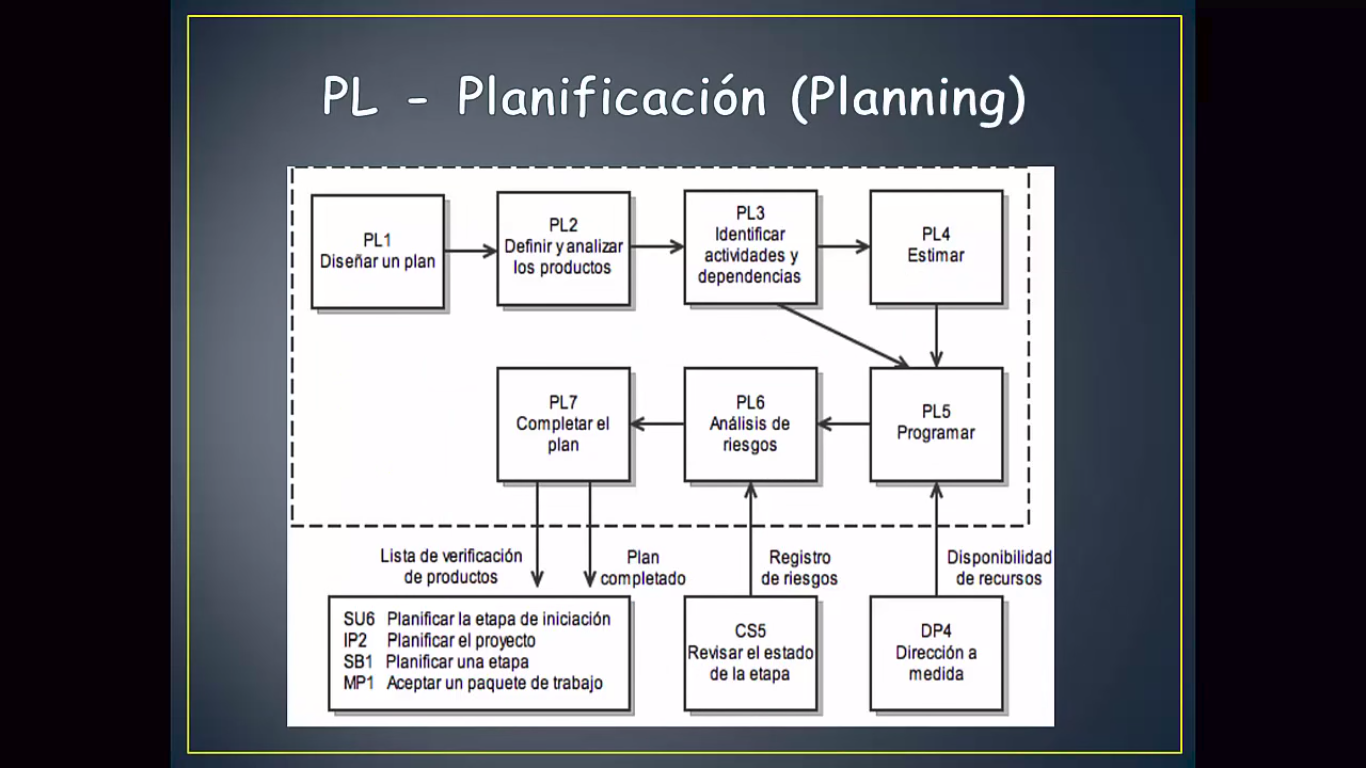 PL - Planificación (Planning)
PL1
Diseñar un plan
PL2
Definir y analizar
los productos
PL3
Identificar
actividades y
dependencias
PL4
Estimar
PL7
Completar el
plan
PL6
Análisis de
riesgos
PL5
Programar
Lista de verificación
de productos
Plan
completado
Registro
de riesgos
Disponibilidad
de recursos
SU6 Planificar la etapa de iniciación
IP2 Planificar el proyecto
SB1 Planificar una etapa
MP1 Aceptar un paquete de trabajo
CS5
Revisar el estado
de la etapa
DP4
Dirección a
medida